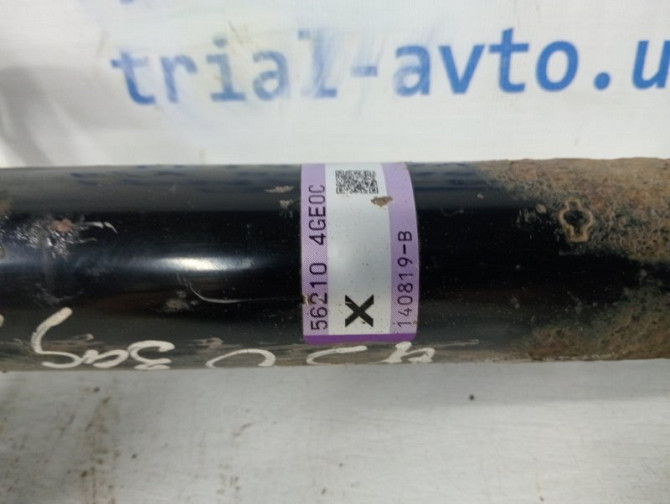 trial-avto.u
56210 4GE0C
X
140819-B